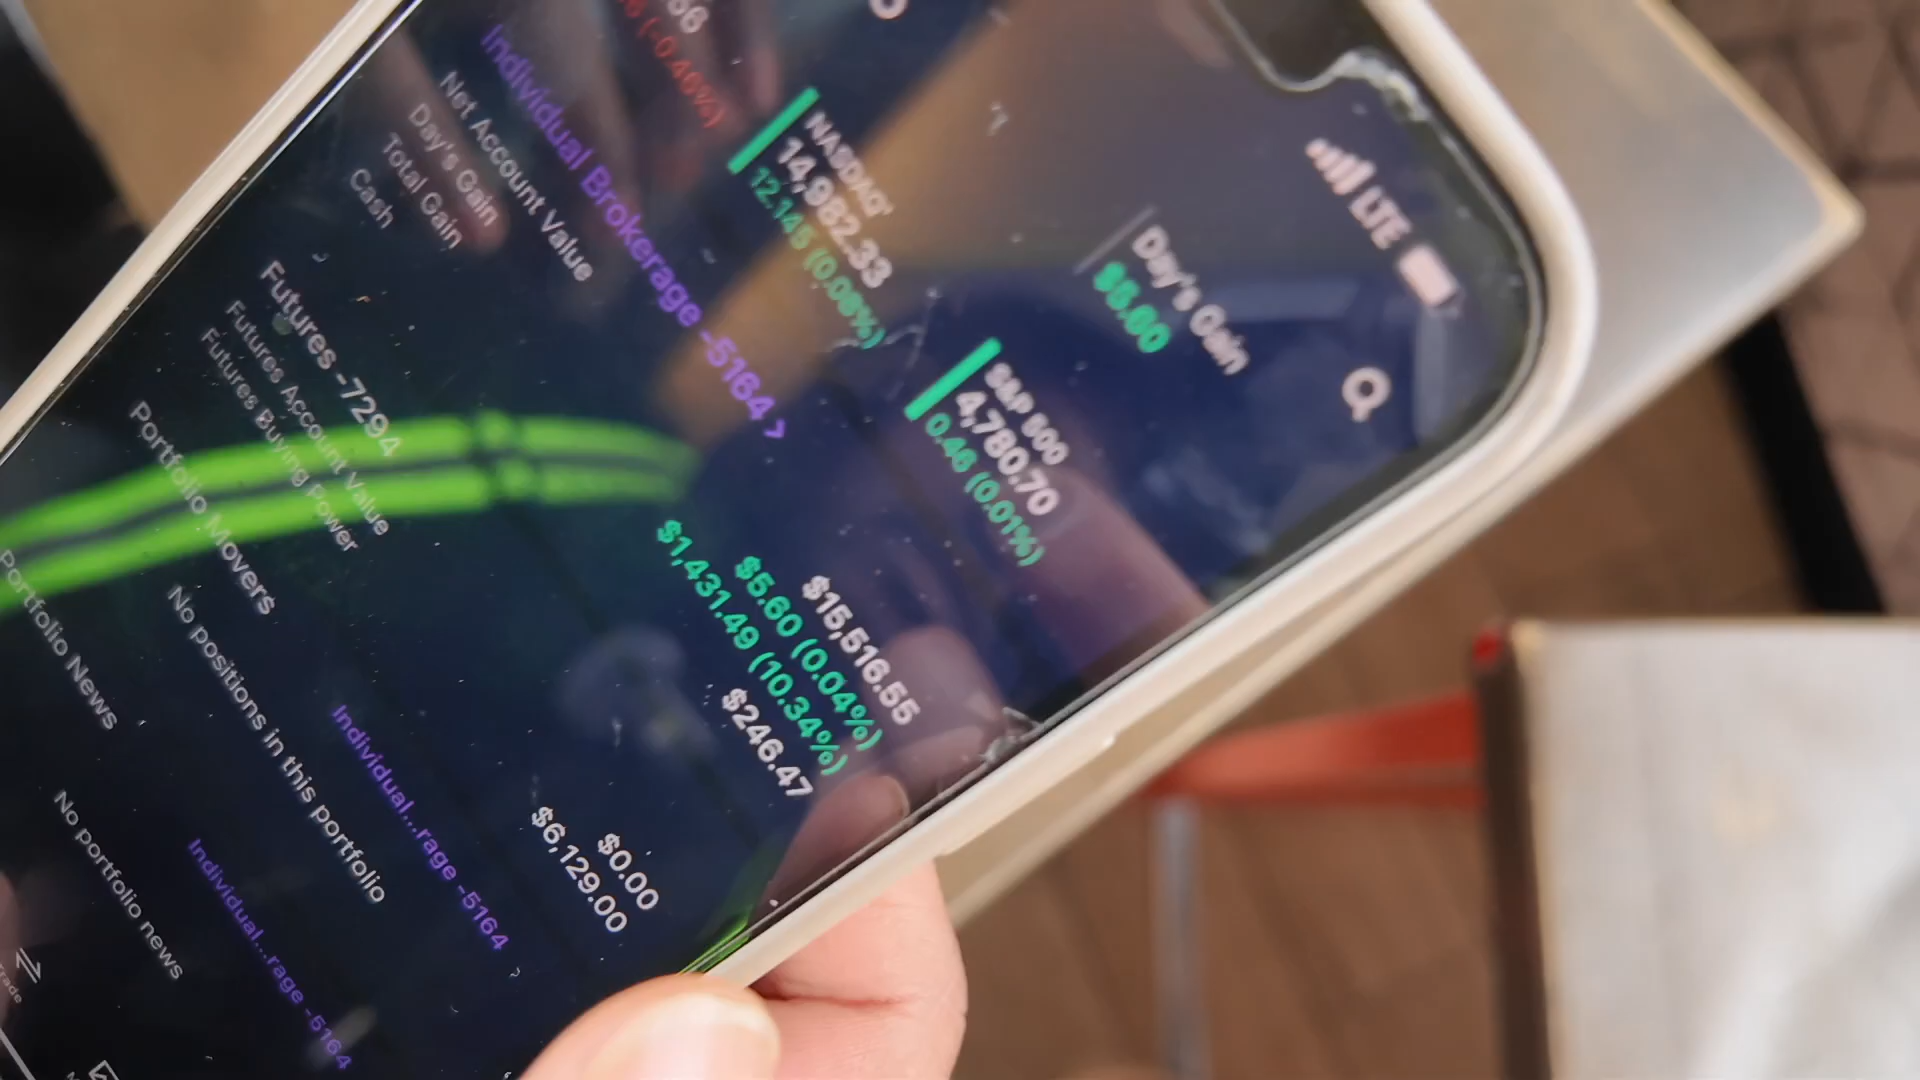 LTE
Day's Gain
$5.60
NASDAQ
14,982.33
12.145 (0.08%)
S&P 500
4,780.70
0.46 (0.01%)
Individual Brokerage -5164 >
Net Account Value $15,516.55
Day's Gain $5.60 (0.04%)
Total Gain $1,431.49 (10.34%)
Cash $246.47
Futures -7294
Futures Account Value $0.00
Futures Buying Power $6,129.00
Portfolio Movers Individual...rage -5164
No positions in this portfolio
Portfolio News Individual...rage -5164
No portfolio news
Trade